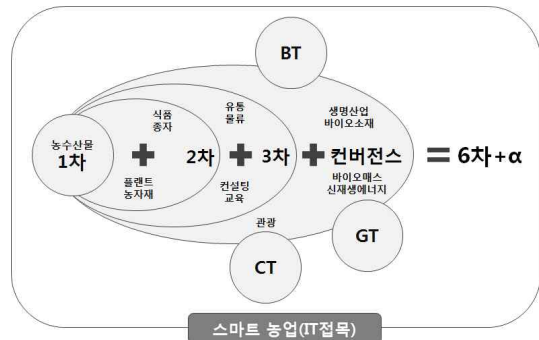 BT
식품
종자
유통
물류
생명산업
바이오소재
농수산물
1차 + 2차 + 3차 + 컨버전스 = 6차+α
플랜트
농자재
컨설팅
교육
바이오매스
신재생에너지
관광
GT
CT
스마트 농업(IT접목)